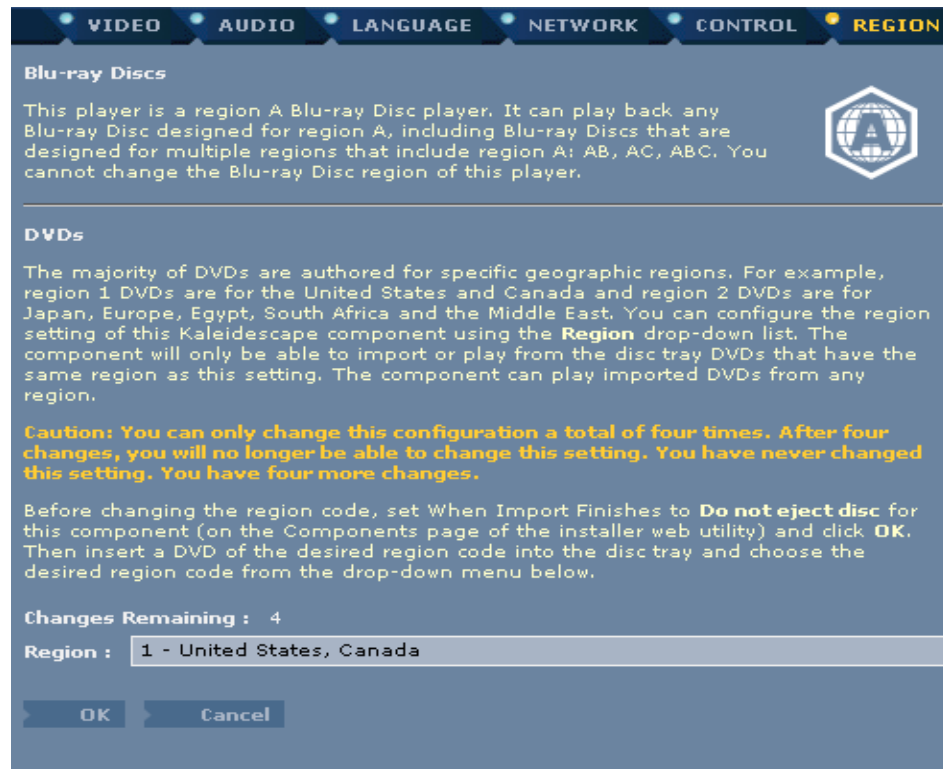 VIDEO AUDIO LANGUAGE NETWORK CONTROL REGION
Blu-ray Discs
This player is a region A Blu-ray Disc player. It can play back any
Blu-ray Disc designed for region A, including Blu-ray Discs that are
designed for multiple regions that include region A: AB, AC, ABC. You
cannot change the Blu-ray Disc region of this player.
A
DVDs
The majority of DVDs are authored for specific geographic regions. For example,
region 1 DVDs are for the United States and Canada and region 2 DVDs are for
Japan, Europe, Egypt, South Africa and the Middle East. You can configure the region
setting of this Kaleidescape component using the Region drop-down list. The
component will only be able to import or play from the disc tray DVDs that have the
same region as this setting. The component can play imported DVDs from any
region.
Caution: You can only change this configuration a total of four times. After four
changes, you will no longer be able to change this setting. You have never changed
this setting. You have four more changes.
Before changing the region code, set When Import Finishes to Do not eject disc for
this component (on the Components page of the installer web utility) and click OK.
Then insert a DVD of the desired region code into the disc tray and choose the
desired region code from the drop-down menu below.
Changes Remaining : 4
Region : 1 - United States, Canada
OK Cancel